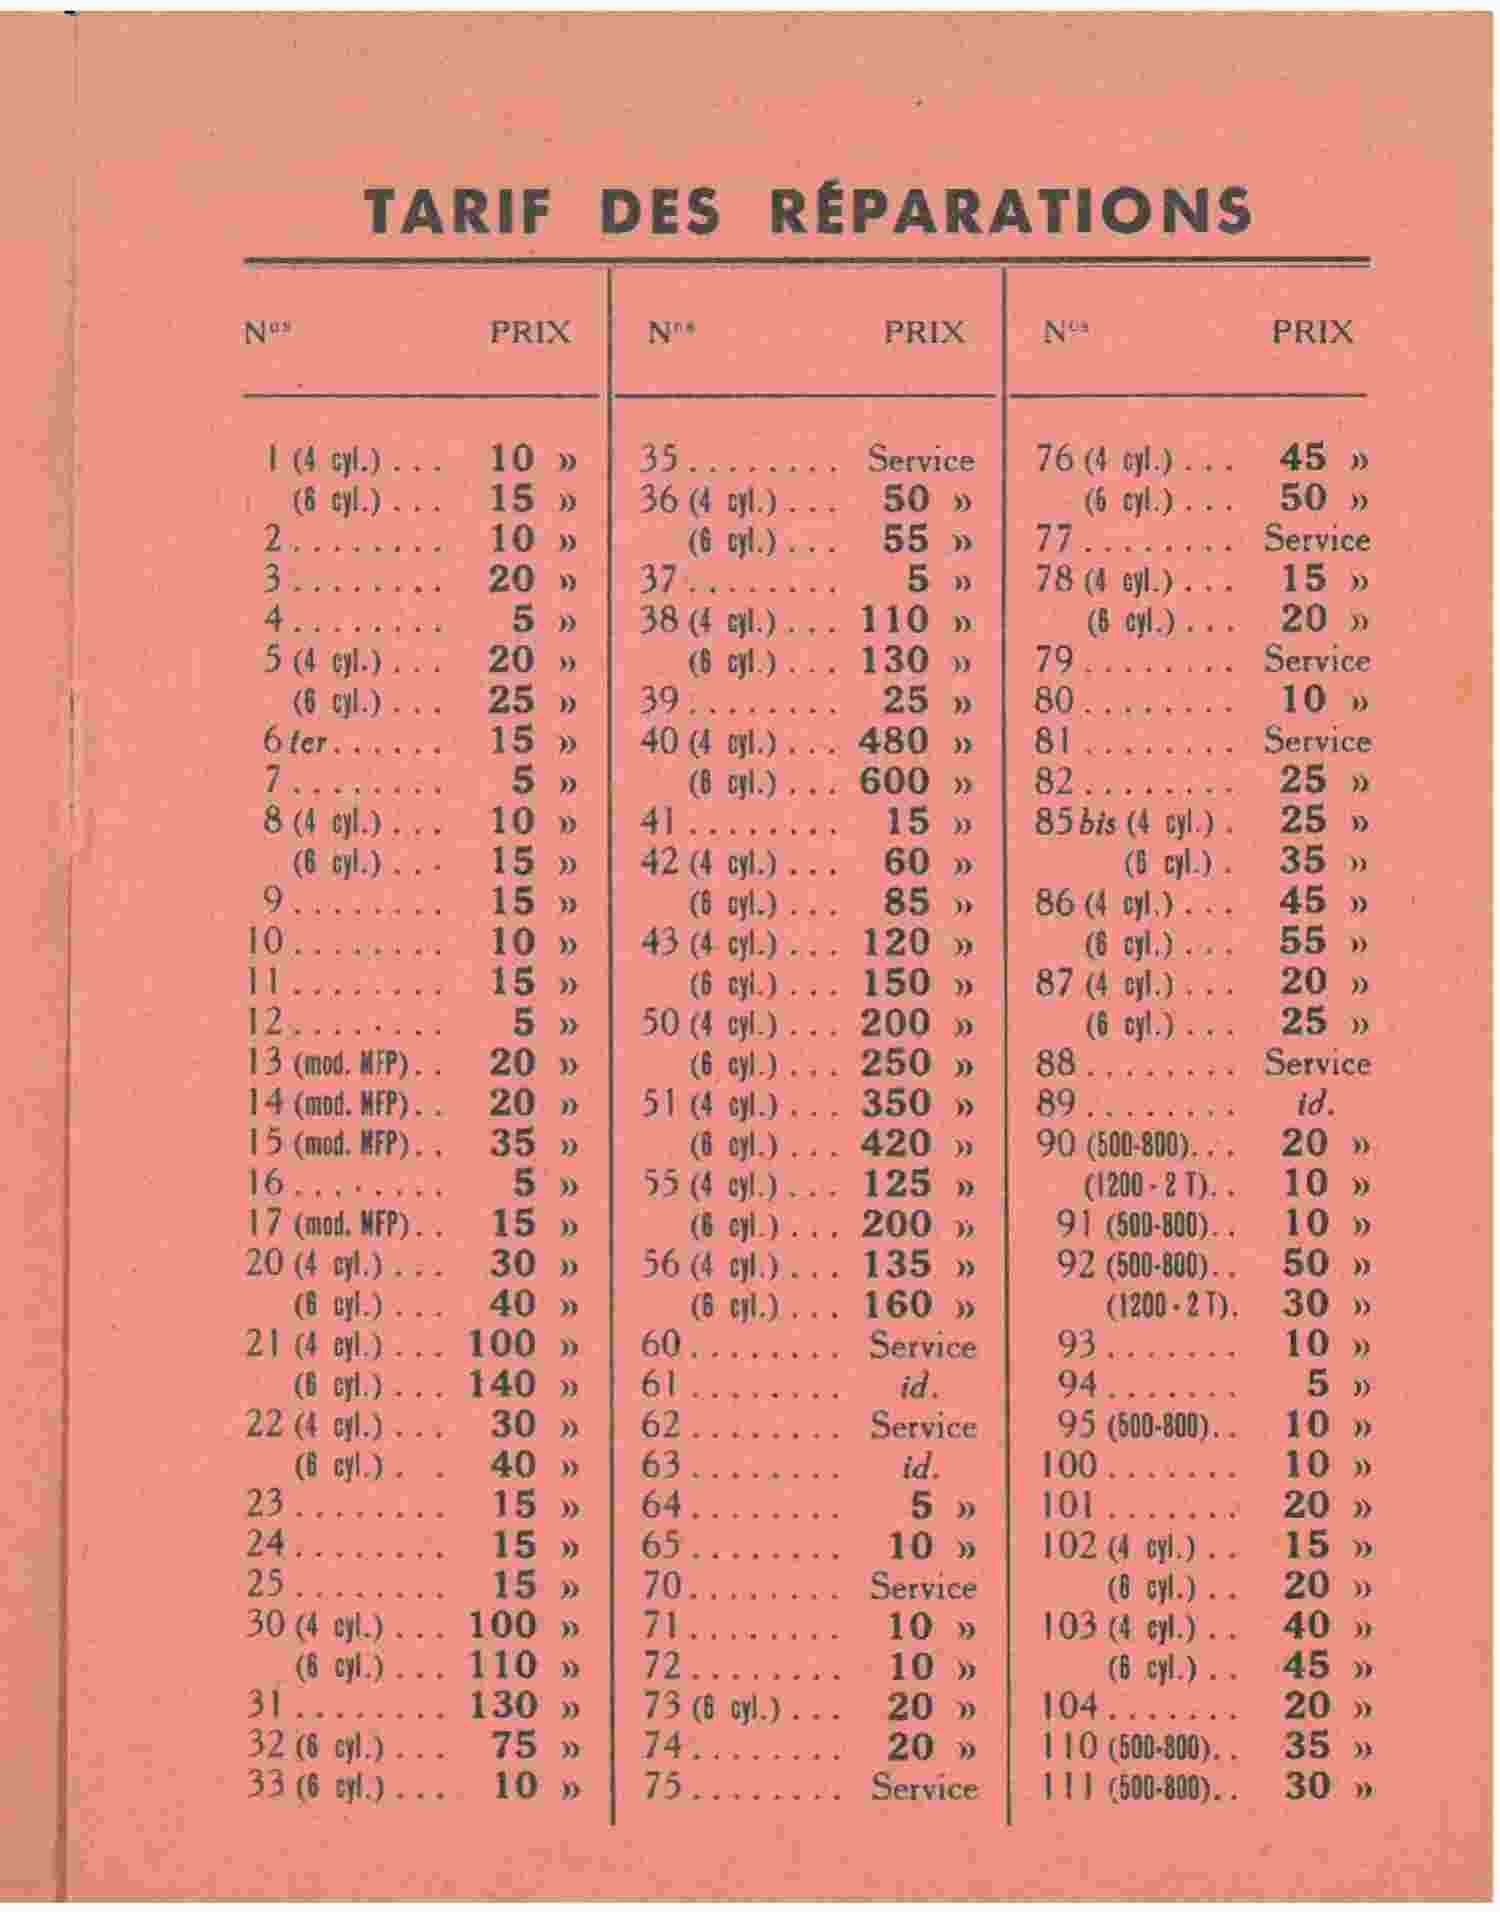 TARIF DES RÉPARATIONS
Nos PRIX
1 (4 cyl.) . . . 10 »
(6 cyl.) . . . 15 »
2 . . . . . . . . 10 »
3 . . . . . . . . 20 »
4 . . . . . . . . 5 »
5 (4 cyl.) . . . 20 »
(6 cyl.) . . . 25 »
6 ter . . . . . . 15 »
7 . . . . . . . . 5 »
8 (4 cyl.) . . . 10 »
(6 cyl.) . . . 15 »
9 . . . . . . . . 15 »
10 . . . . . . . . 10 »
11 . . . . . . . . 15 »
12 . . . . . . . . 5 »
13 (mod. MFP) . . 20 »
14 (mod. MFP) . . 20 »
15 (mod. MFP) . . 35 »
16 . . . . . . . . 5 »
17 (mod. MFP) . . 15 »
20 (4 cyl.) . . . 30 »
(6 cyl.) . . . 40 »
21 (4 cyl.) . . . 100 »
(6 cyl.) . . . 140 »
22 (4 cyl.) . . . 30 »
(6 cyl.) . . 40 »
23 . . . . . . . . 15 »
24 . . . . . . . . 15 »
25 . . . . . . . . 15 »
30 (4 cyl.) . . . 100 »
(6 cyl.) . . . 110 »
31 . . . . . . . . 130 »
32 (6 cyl.) . . . 75 »
33 (6 cyl.) . . . 10 »
Nos PRIX
35 . . . . . . . . Service
36 (4 cyl.) . . . 50 »
(6 cyl.) . . . 55 »
37 . . . . . . . . 5 »
38 (4 cyl.) . . . 110 »
(6 cyl.) . . . 130 »
39 . . . . . . . . 25 »
40 (4 cyl.) . . . 480 »
(6 cyl.) . . . 600 »
41 . . . . . . . . 15 »
42 (4 cyl.) . . . 60 »
(6 cyl.) . . . 85 »
43 (4 cyl.) . . . 120 »
(6 cyl.) . . . 150 »
50 (4 cyl.) . . . 200 »
(6 cyl.) . . . 250 »
51 (4 cyl.) . . . 350 »
(6 cyl.) . . . 420 »
55 (4 cyl.) . . . 125 »
(6 cyl.) . . . 200 »
56 (4 cyl.) . . . 135 »
(6 cyl.) . . . 160 »
60 . . . . . . . . Service
61 . . . . . . . . id.
62 . . . . . . . . Service
63 . . . . . . . . id.
64 . . . . . . . . 5 »
65 . . . . . . . . 10 »
70 . . . . . . . . Service
71 . . . . . . . . 10 »
72 . . . . . . . . 10 »
73 (6 cyl.) . . . 20 »
74 . . . . . . . . 20 »
75 . . . . . . . . Service
Nos PRIX
76 (4 cyl.) . . . 45 »
(6 cyl.) . . . 50 »
77 . . . . . . . . Service
78 (4 cyl.) . . . 15 »
(6 cyl.) . . . 20 »
79 . . . . . . . . Service
80 . . . . . . . . 10 »
81 . . . . . . . . Service
82 . . . . . . . . 25 »
85 bis (4 cyl.) . 25 »
(6 cyl.) . 35 »
86 (4 cyl.) . . . 45 »
(6 cyl.) . . . 55 »
87 (4 cyl.) . . . 20 »
(6 cyl.) . . . 25 »
88 . . . . . . . . Service
89 . . . . . . . . id.
90 (500-800) . . . 20 »
(1200 - 2 T) . . 10 »
91 (500-800) . . 10 »
92 (500-800) . . 50 »
(1200 - 2 T) . 30 »
93 . . . . . . . 10 »
94 . . . . . . . 5 »
95 (500-800) . . 10 »
100 . . . . . . . 10 »
101 . . . . . . . 20 »
102 (4 cyl.) . . 15 »
(6 cyl.) . . 20 »
103 (4 cyl.) . . 40 »
(6 cyl.) . . 45 »
104 . . . . . . . 20 »
110 (500-800) . . 35 »
111 (500-800) . . 30 »